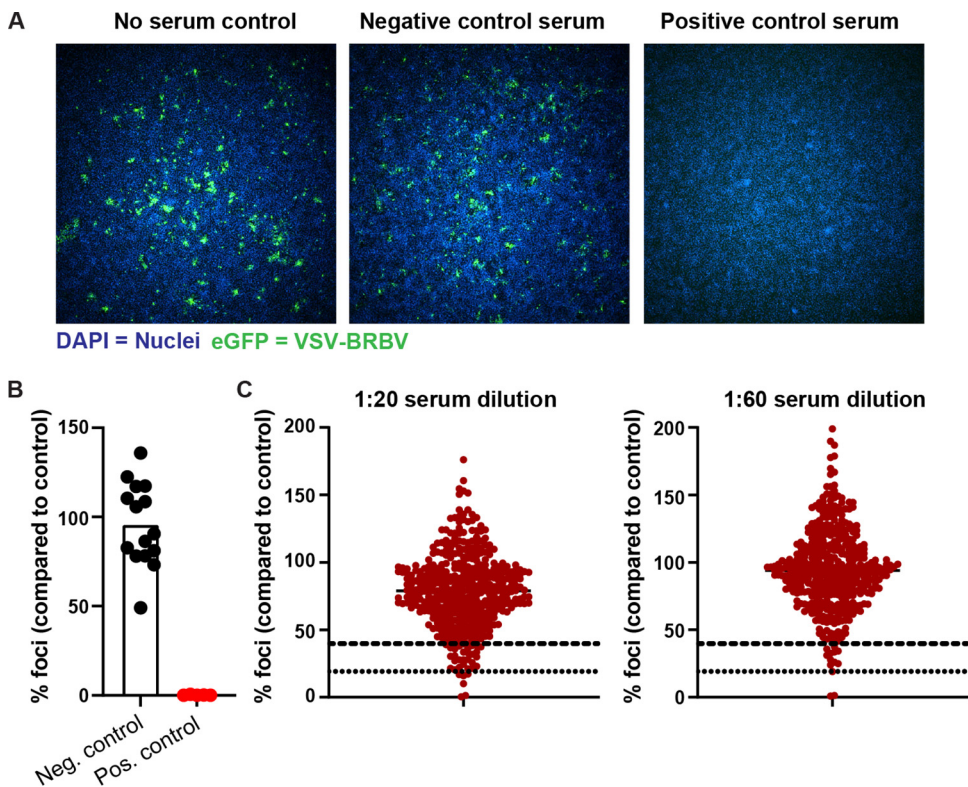 A
No serum control
Negative control serum
Positive control serum
DAPI = Nuclei eGFP = VSV-BRBV
B
% foci (compared to control)
150
100
50
0
Neg. control
Pos. control
C
1:20 serum dilution
% foci (compared to control)
200
150
100
50
0
1:60 serum dilution
% foci (compared to control)
200
150
100
50
0